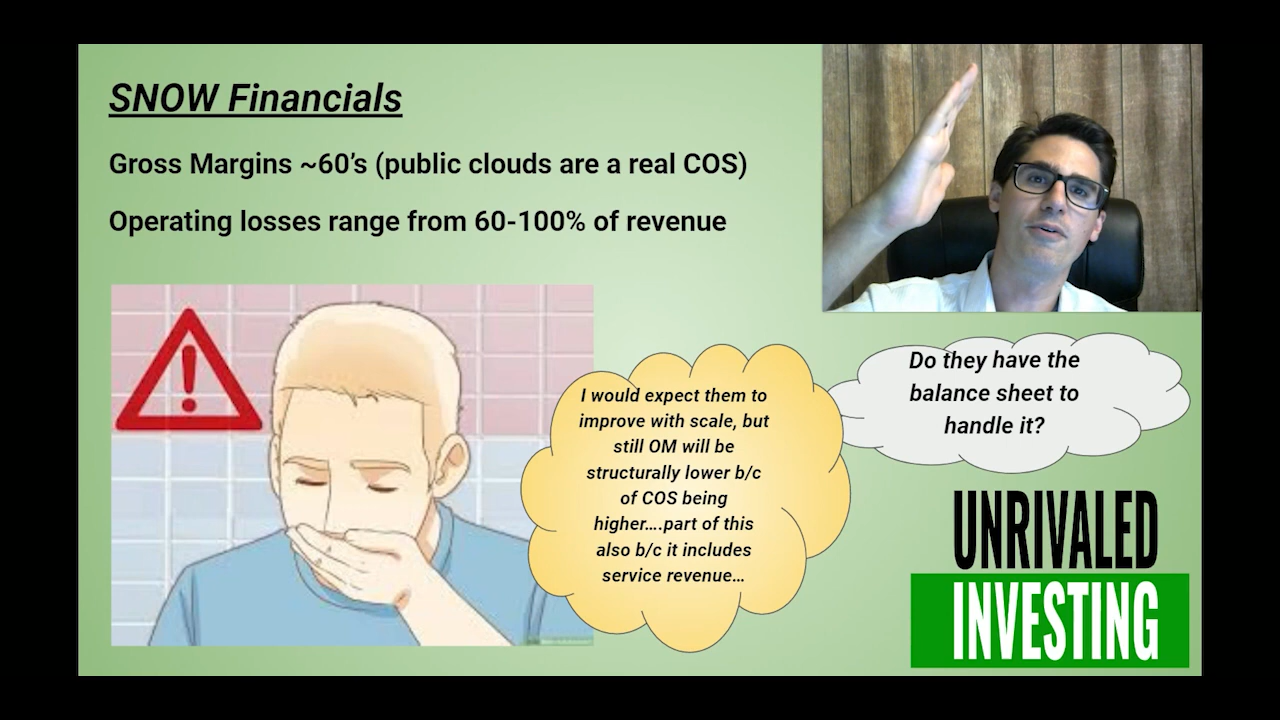 SNOW Financials
Gross Margins ~60's (public clouds are a real COS)
Operating losses range from 60-100% of revenue
I would expect them to
improve with scale, but
still OM will be
structurally lower b/c
of COS being
higher....part of this
also b/c it includes
service revenue...
Do they have the
balance sheet to
handle it?
UNRIVALED
INVESTING